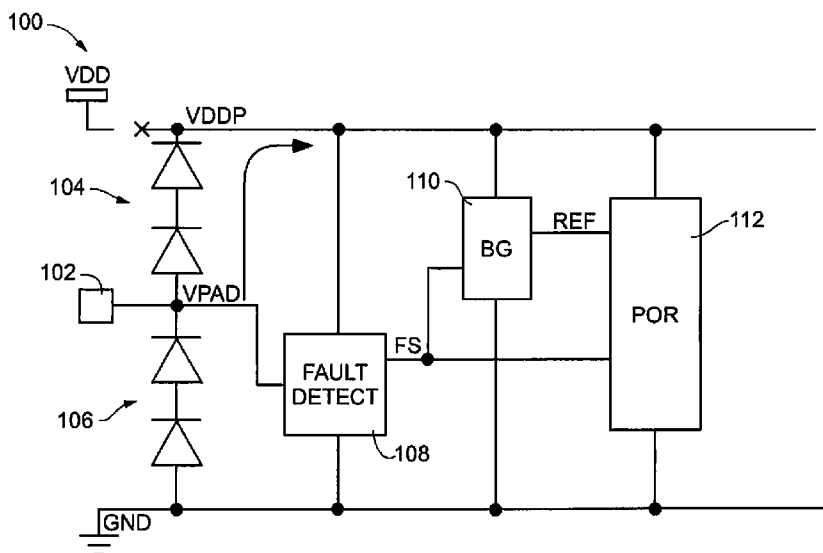 100
VDD
VDDP
104
110
BG
REF
112
POR
102
VPAD
FS
FAULT
DETECT
106
108
GND